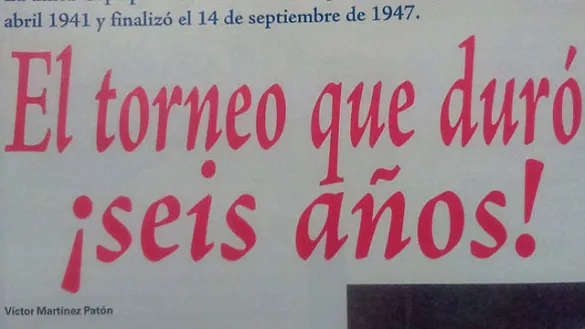 abril 1941 y finalizó el 14 de septiembre de 1947.
El torneo que duró
¡seis años!
Víctor Martínez Patón